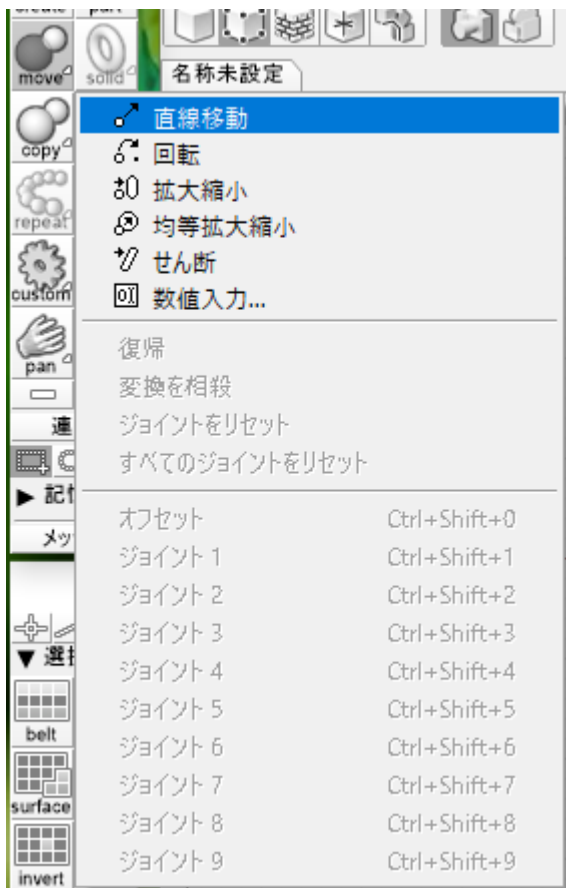 create part
move solid
名称未設定
copy
repeat
custom
pan
直線移動
回転
拡大縮小
均等拡大縮小
せん断
数値入力...
復帰
変換を相殺
ジョイントをリセット
すべてのジョイントをリセット
オフセット Ctrl+Shift+0
ジョイント 1 Ctrl+Shift+1
ジョイント 2 Ctrl+Shift+2
ジョイント 3 Ctrl+Shift+3
ジョイント 4 Ctrl+Shift+4
ジョイント 5 Ctrl+Shift+5
ジョイント 6 Ctrl+Shift+6
ジョイント 7 Ctrl+Shift+7
ジョイント 8 Ctrl+Shift+8
ジョイント 9 Ctrl+Shift+9
連
記
メッ
選
belt
surface
invert